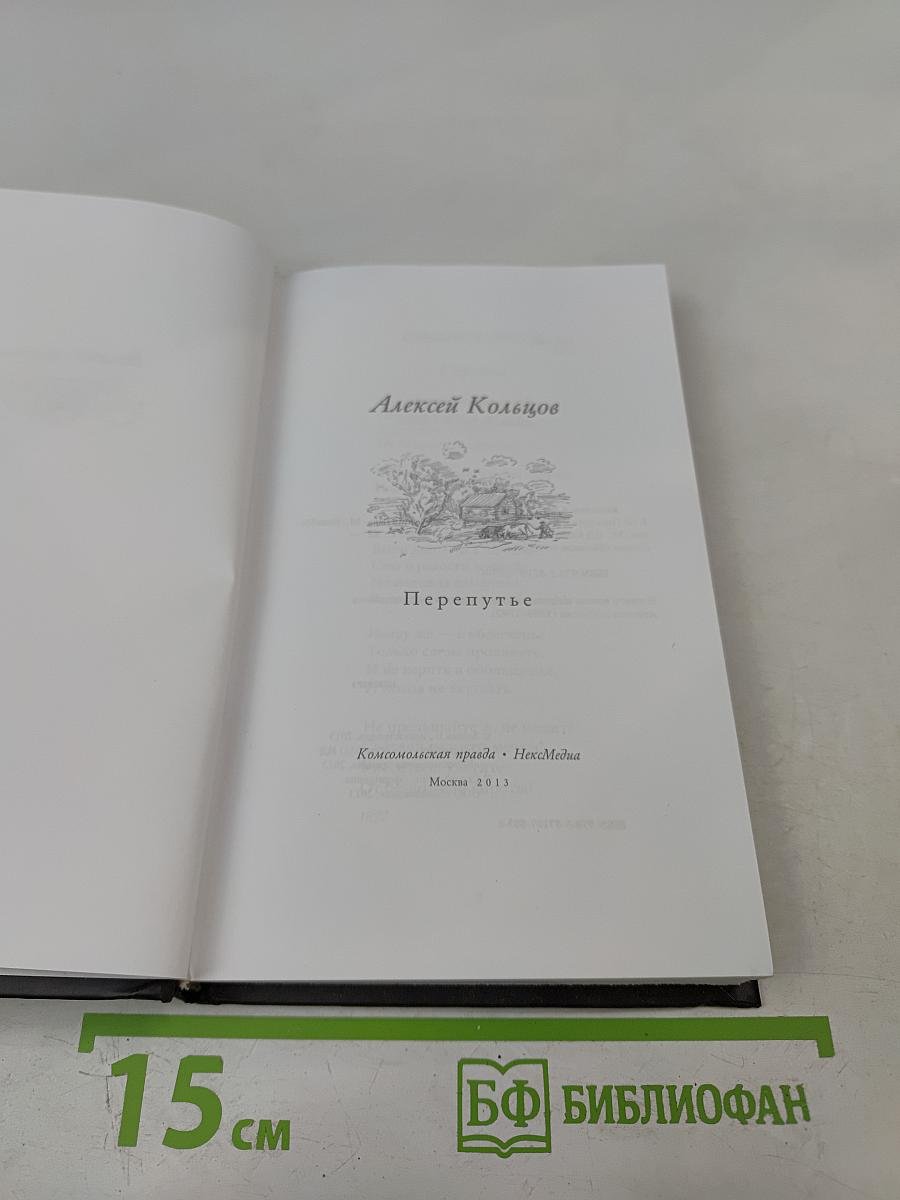 Алексей Кольцов
Перепутье
Комсомольская правда • НексМедиа
Москва 2013
15 см
БФ БИБЛИОФАН